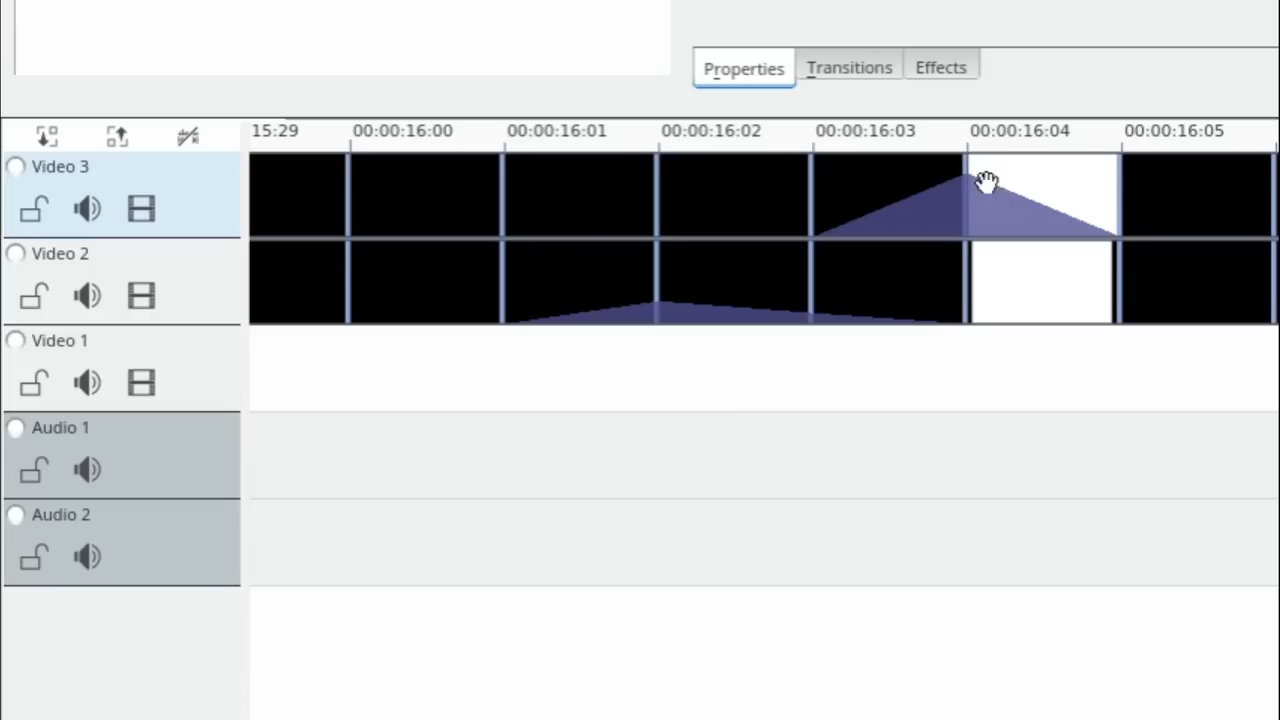 Properties Transitions Effects
15:29 00:00:16:00 00:00:16:01 00:00:16:02 00:00:16:03 00:00:16:04 00:00:16:05
Video 3
Video 2
Video 1
Audio 1
Audio 2